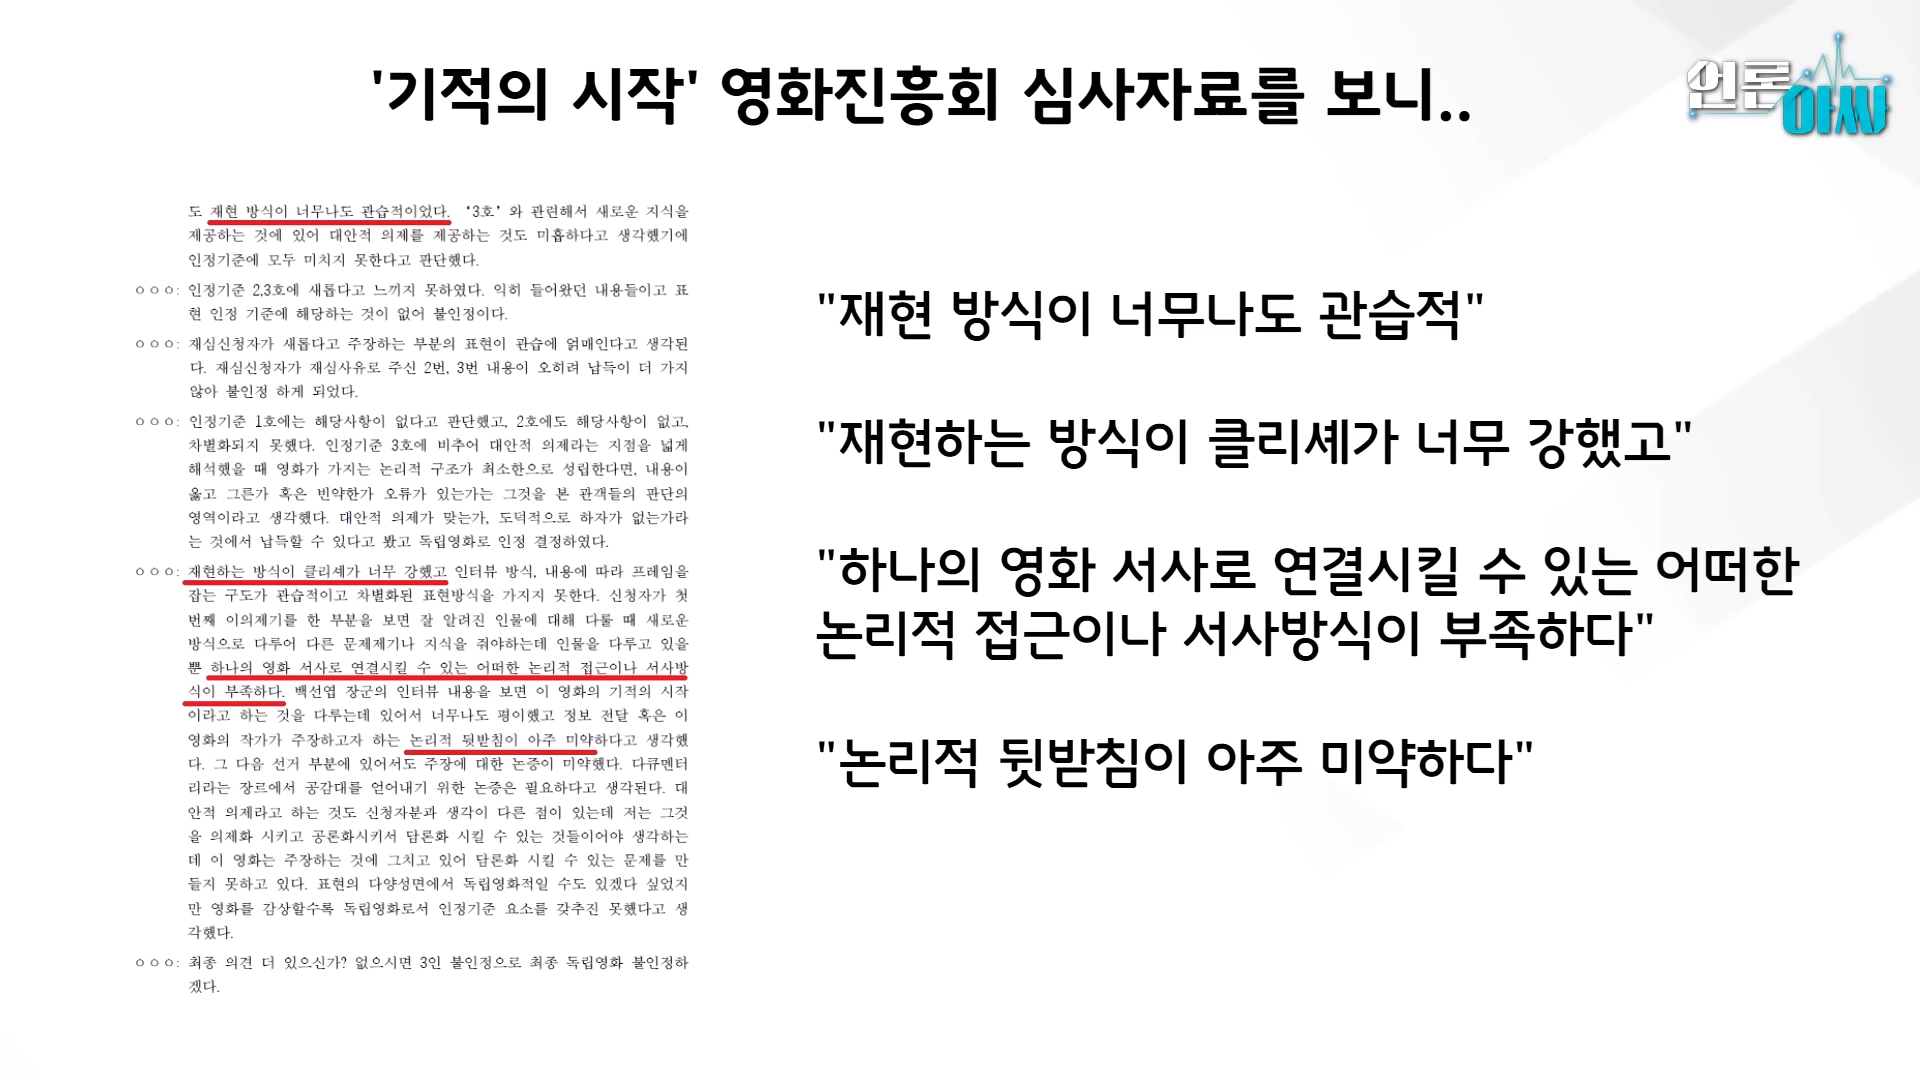 '기적의 시작' 영화진흥회 심사자료를 보니..
언론
아싸
도 재현 방식이 너무나도 관습적이었다. '3호'와 관련해서 새로운 지식을
제공하는 것에 있어 대안적 의제를 제공하는 것도 미흡하다고 생각했기에
인정기준에 모두 미치지 못한다고 판단했다.
ㅇㅇㅇ: 인정기준 2,3호에 새롭다고 느끼지 못하였다. 익히 들어왔던 내용들이고 표
현 인정 기준에 해당하는 것이 없어 불인정이다.
ㅇㅇㅇ: 재심신청자가 새롭다고 주장하는 부분의 표현이 관습에 얽매인다고 생각된
다. 재심신청자가 재심사유로 주신 2번, 3번 내용이 오히려 납득이 더 가지
않아 불인정 하게 되었다.
ㅇㅇㅇ: 인정기준 1호에는 해당사항이 없다고 판단했고, 2호에도 해당사항이 없고,
차별화되지 못했다. 인정기준 3호에 비추어 대안적 의제라는 지점을 넓게
해석했을 때 영화가 가지는 논리적 구조가 최소한으로 성립한다면, 내용이
옳고 그른가 혹은 빈약한가 오류가 있는가는 그것을 본 관객들의 판단의
영역이라고 생각했다. 대안적 의제가 맞는가, 도덕적으로 하자가 없는가라
는 것에서 납득할 수 있다고 봤고 독립영화로 인정 결정하였다.
ㅇㅇㅇ: 재현하는 방식이 클리셰가 너무 강했고 인터뷰 방식, 내용에 따라 프레임을
잡는 구도가 관습적이고 차별화된 표현방식을 가지지 못한다. 신청자가 첫
번째 이의제기를 한 부분을 보면 잘 알려진 인물에 대해 다룰 때 새로운
방식으로 다루어 다른 문제제기나 지식을 줘야하는데 인물을 다루고 있을
뿐 하나의 영화 서사로 연결시킬 수 있는 어떠한 논리적 접근이나 서사방
식이 부족하다. 백선엽 장군의 인터뷰 내용을 보면 이 영화의 기적의 시작
이라고 하는 것을 다루는데 있어서 너무나도 평이했고 정보 전달 혹은 이
영화의 작가가 주장하고자 하는 논리적 뒷받침이 아주 미약하다고 생각했
다. 그 다음 선거 부분에 있어서도 주장에 대한 논증이 미약했다. 다큐멘터
리라는 장르에서 공감대를 얻어내기 위한 논증은 필요하다고 생각된다. 대
안적 의제라고 하는 것도 신청자분과 생각이 다른 점이 있는데 저는 그것
을 의제화 시키고 공론화시키서 담론화 시킬 수 있는 것들이어야 생각하는
데 이 영화는 주장하는 것에 그치고 있어 담론화 시킬 수 있는 문제를 만
들지 못하고 있다. 표현의 다양성면에서 독립영화적일 수도 있겠다 싶었지
만 영화를 감상할수록 독립영화로서 인정기준 요소를 갖추진 못했다고 생
각했다.
ㅇㅇㅇ: 최종 의견 더 있으신가? 없으시면 3인 불인정으로 최종 독립영화 불인정하
겠다.
"재현 방식이 너무나도 관습적"
"재현하는 방식이 클리셰가 너무 강했고"
"하나의 영화 서사로 연결시킬 수 있는 어떠한
논리적 접근이나 서사방식이 부족하다"
"논리적 뒷받침이 아주 미약하다"